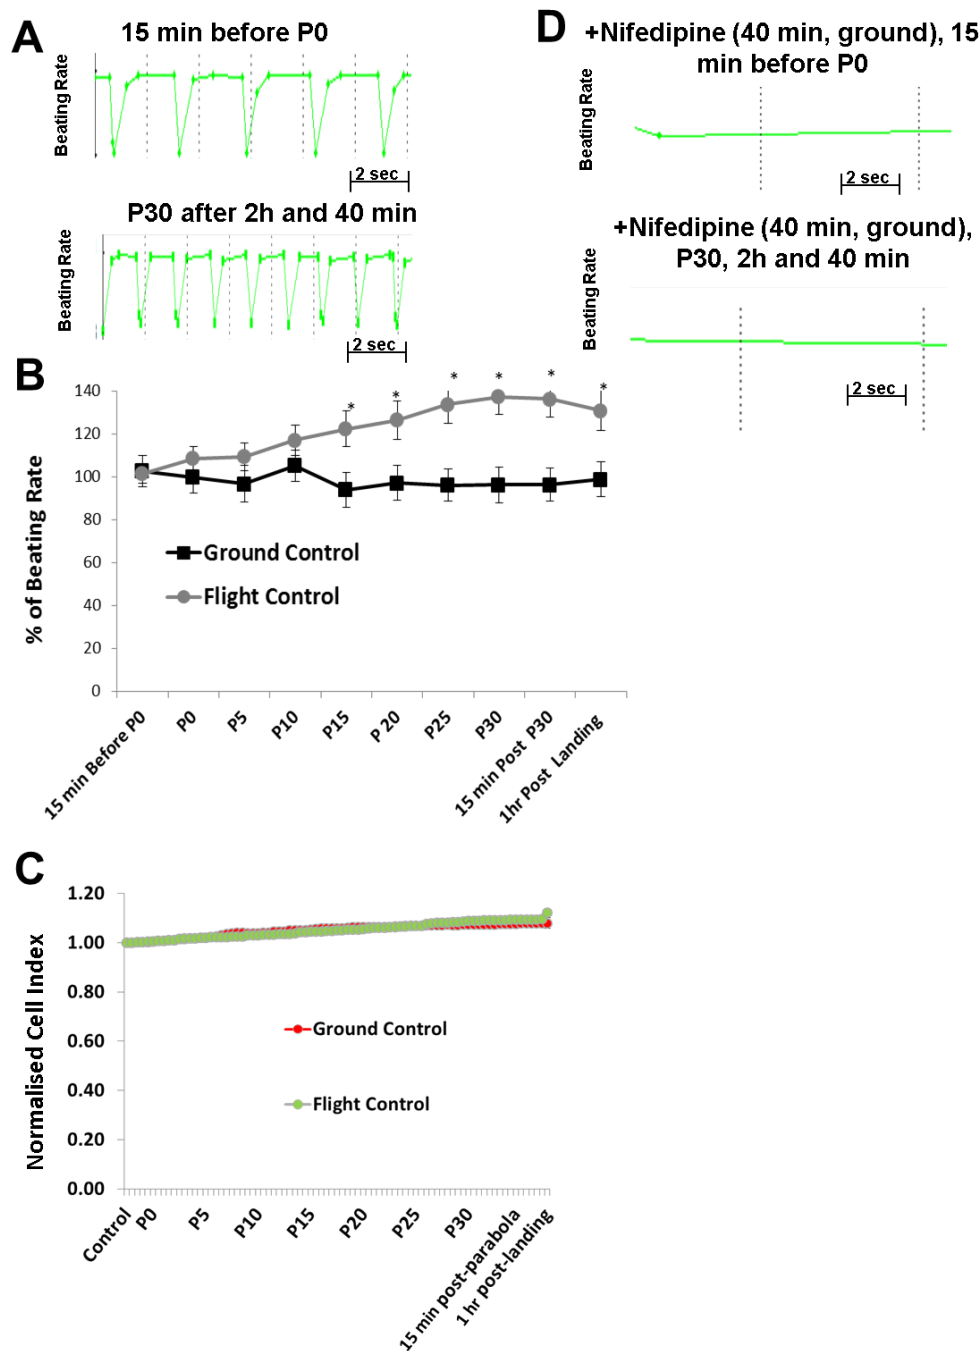 A
15 min before P0
Beating Rate
2 sec
P30 after 2h and 40 min
Beating Rate
2 sec
D
+Nifedipine (40 min, ground), 15
min before P0
Beating Rate
2 sec
+Nifedipine (40 min, ground),
P30, 2h and 40 min
Beating Rate
2 sec
B
% of Beating Rate
140
120
100
80
60
40
20
0
* * * * * *
Ground Control
Flight Control
15 min Before P0
P0
P5
P10
P15
P 20
P25
P30
15 min Post P30
1hr Post Landing
C
Normalised Cell Index
1.20
1.00
0.80
0.60
0.40
0.20
0.00
Ground Control
Flight Control
Control
P0
P5
P10
P15
P20
P25
P30
15 min post-parabola
1 hr post-landing